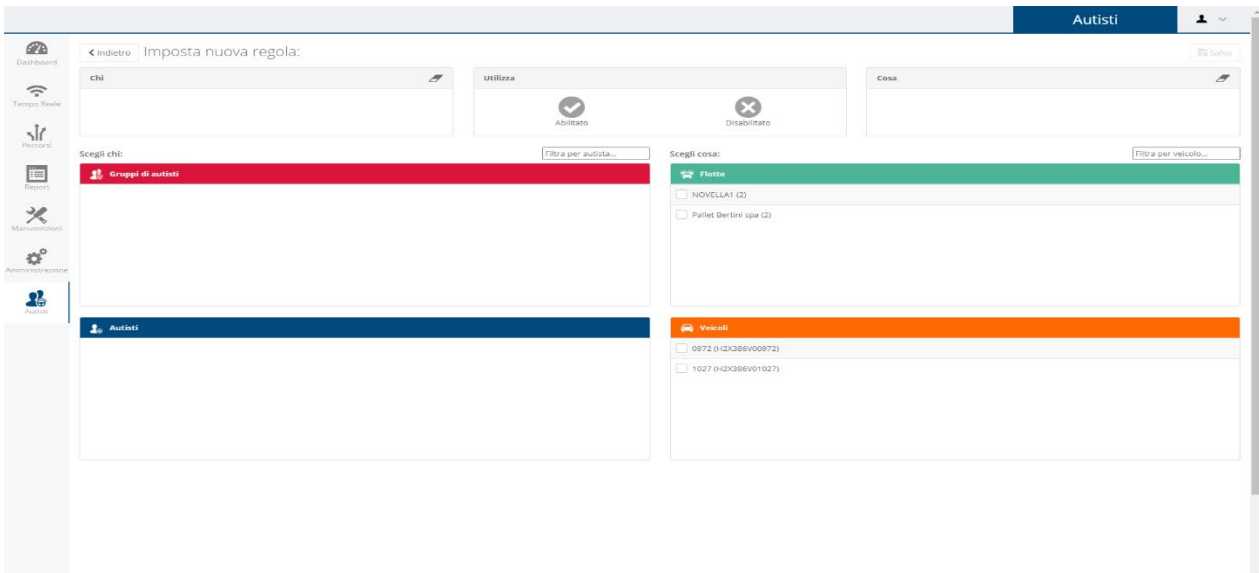 Autisti
Dashboard
Tempo Reale
Percorsi
Report
Manutenzioni
Amministrazione
Autisti
Indietro
Imposta nuova regola:
Salva
Chi
Utilizza
Cosa
Abilitato
Disabilitato
Scegli chi:
Filtra per autista...
Scegli cosa:
Filtra per veicolo...
Gruppi di autisti
Flotte
NOVELLA1 (2)
Pallet Bertini spa (2)
Autisti
Veicoli
0972 (H2X386V00972)
1027 (H2X386V01027)